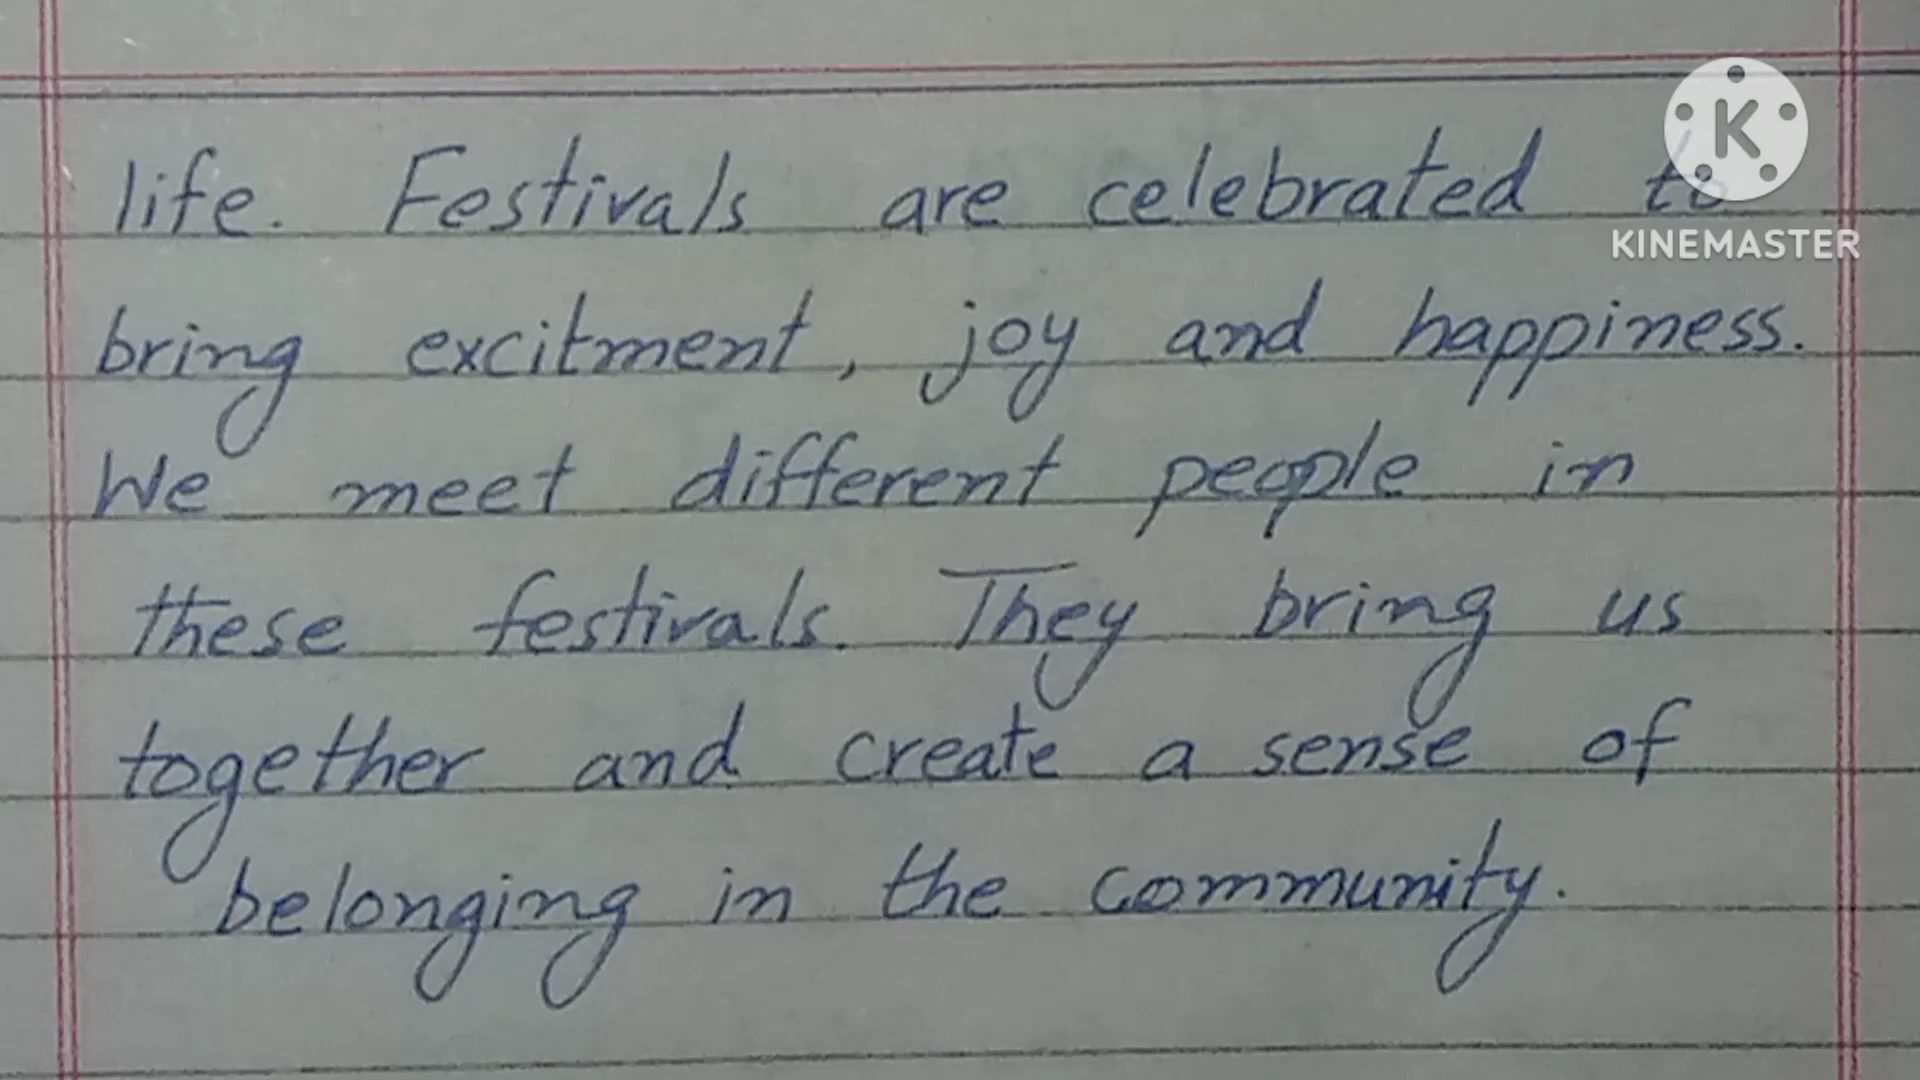 life. Festivals are celebrated to
KINEMASTER
bring excitment, joy and happiness.
We meet different people in
these festivals. They bring us
together and create a sense of
belonging in the community.